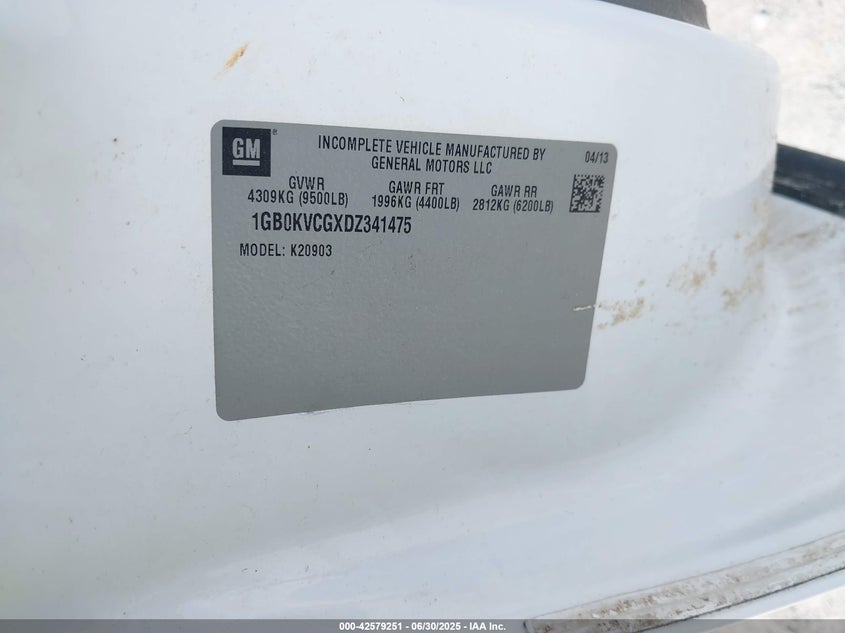 GM ®
INCOMPLETE VEHICLE MANUFACTURED BY
GENERAL MOTORS LLC
04/13
GVWR GAWR FRT GAWR RR
4309KG (9500LB) 1996KG (4400LB) 2812KG (6200LB)
1GB0KVCGXDZ341475
MODEL: K20903
000-42579251 - 06/30/2025 - IAA Inc.